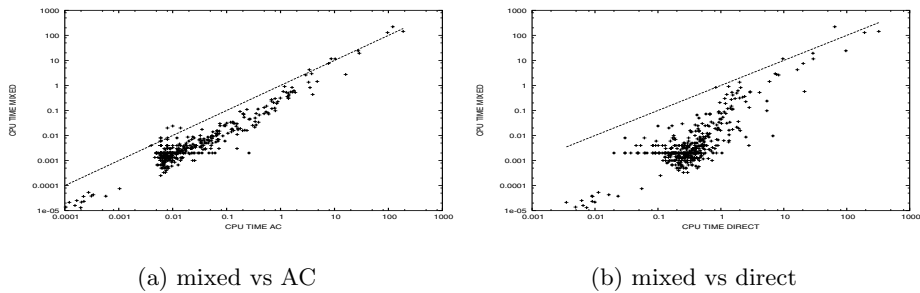 1000
100
10
1
0.1
0.01
0.001
0.0001
1e-05
CPU TIME MIXED
0.0001 0.001 0.01 0.1 1 10 100 1000
CPU TIME AC
(a) mixed vs AC
1000
100
10
1
0.1
0.01
0.001
0.0001
1e-05
CPU TIME MIXED
0.001 0.01 0.1 1 10 100 1000
CPU TIME DIRECT
(b) mixed vs direct